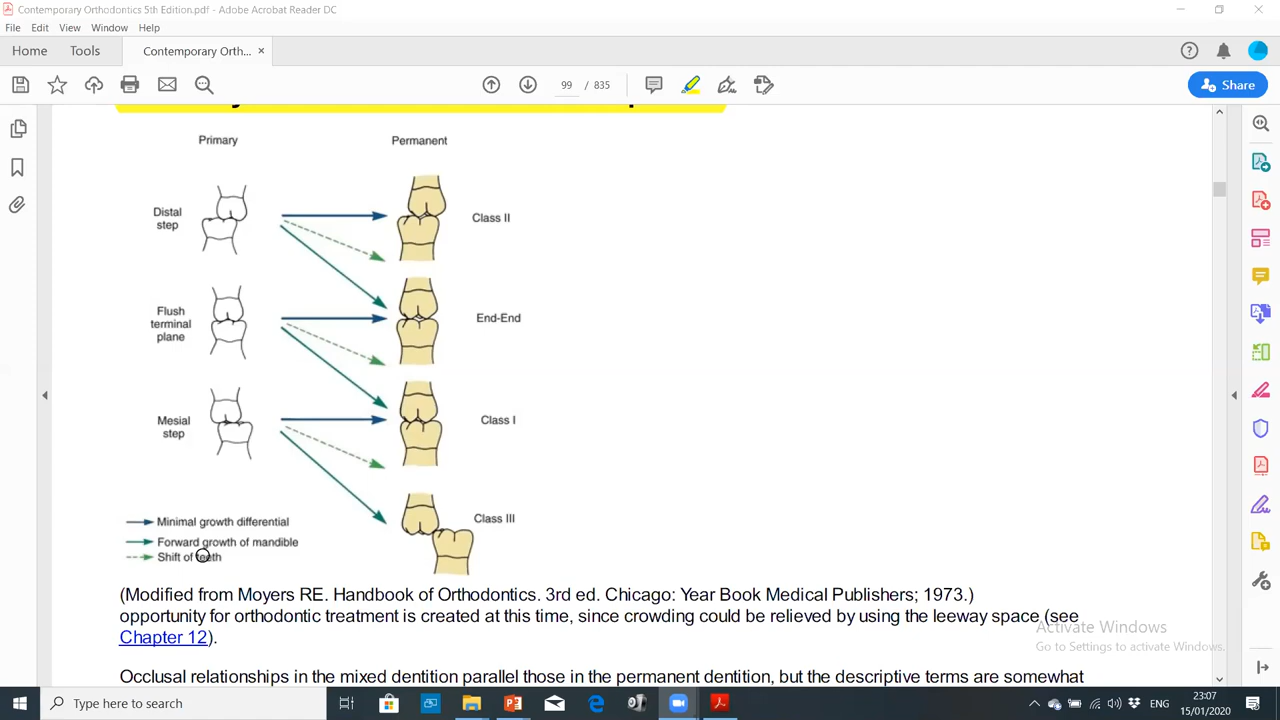 Contemporary Orthodontics 5th Edition.pdf - Adobe Acrobat Reader DC
File Edit View Window Help
Home Tools Contemporary Orth... ×
99 / 835
Share
Primary Permanent
Distal step
Class II
Flush terminal plane
End-End
Mesial step
Class I
Class III
Minimal growth differential
Forward growth of mandible
Shift of teeth
(Modified from Moyers RE. Handbook of Orthodontics. 3rd ed. Chicago: Year Book Medical Publishers; 1973.)
opportunity for orthodontic treatment is created at this time, since crowding could be relieved by using the leeway space (see
Chapter 12).
Activate Windows
Go to Settings to activate Windows.
Occlusal relationships in the mixed dentition parallel those in the permanent dentition, but the descriptive terms are somewhat
Type here to search
ENG
23:07
15/01/2020